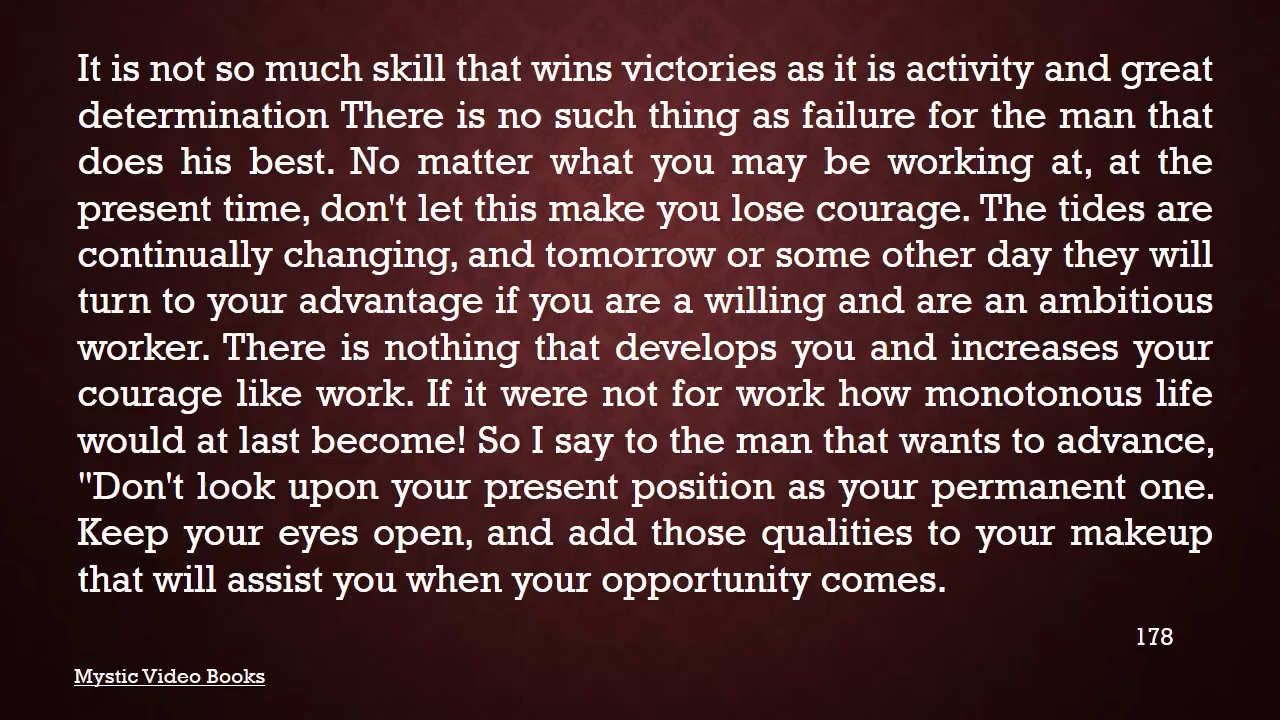 It is not so much skill that wins victories as it is activity and great
determination There is no such thing as failure for the man that
does his best. No matter what you may be working at, at the
present time, don't let this make you lose courage. The tides are
continually changing, and tomorrow or some other day they will
turn to your advantage if you are a willing and are an ambitious
worker. There is nothing that develops you and increases your
courage like work. If it were not for work how monotonous life
would at last become! So I say to the man that wants to advance,
"Don't look upon your present position as your permanent one.
Keep your eyes open, and add those qualities to your makeup
that will assist you when your opportunity comes.
178
Mystic Video Books